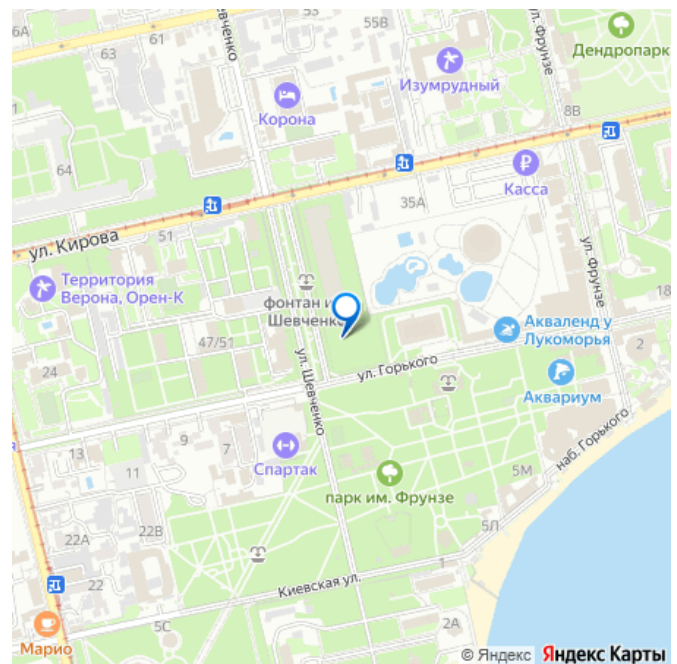 62А
61
63
вченко
55В
ул. Фрунзе
Дендропарк
Изумрудный
Корона
8В
64
Касса
35А
51
ул. Кирова
ул. Фрунзе
Территория
Верона, Орен-К
фонтан и
Шевченко
18
24
47/51
Акваленд у
Лукоморья
2
ул. Горького
ул. Шевченко
Аквариум
9
7
13
11
Спартак
5М
наб. Горького
парк им. Фрунзе
22В
5Л
22А
22
1
Киевская ул.
5С
2А
Марио
© Яндекс Яндекс Карты